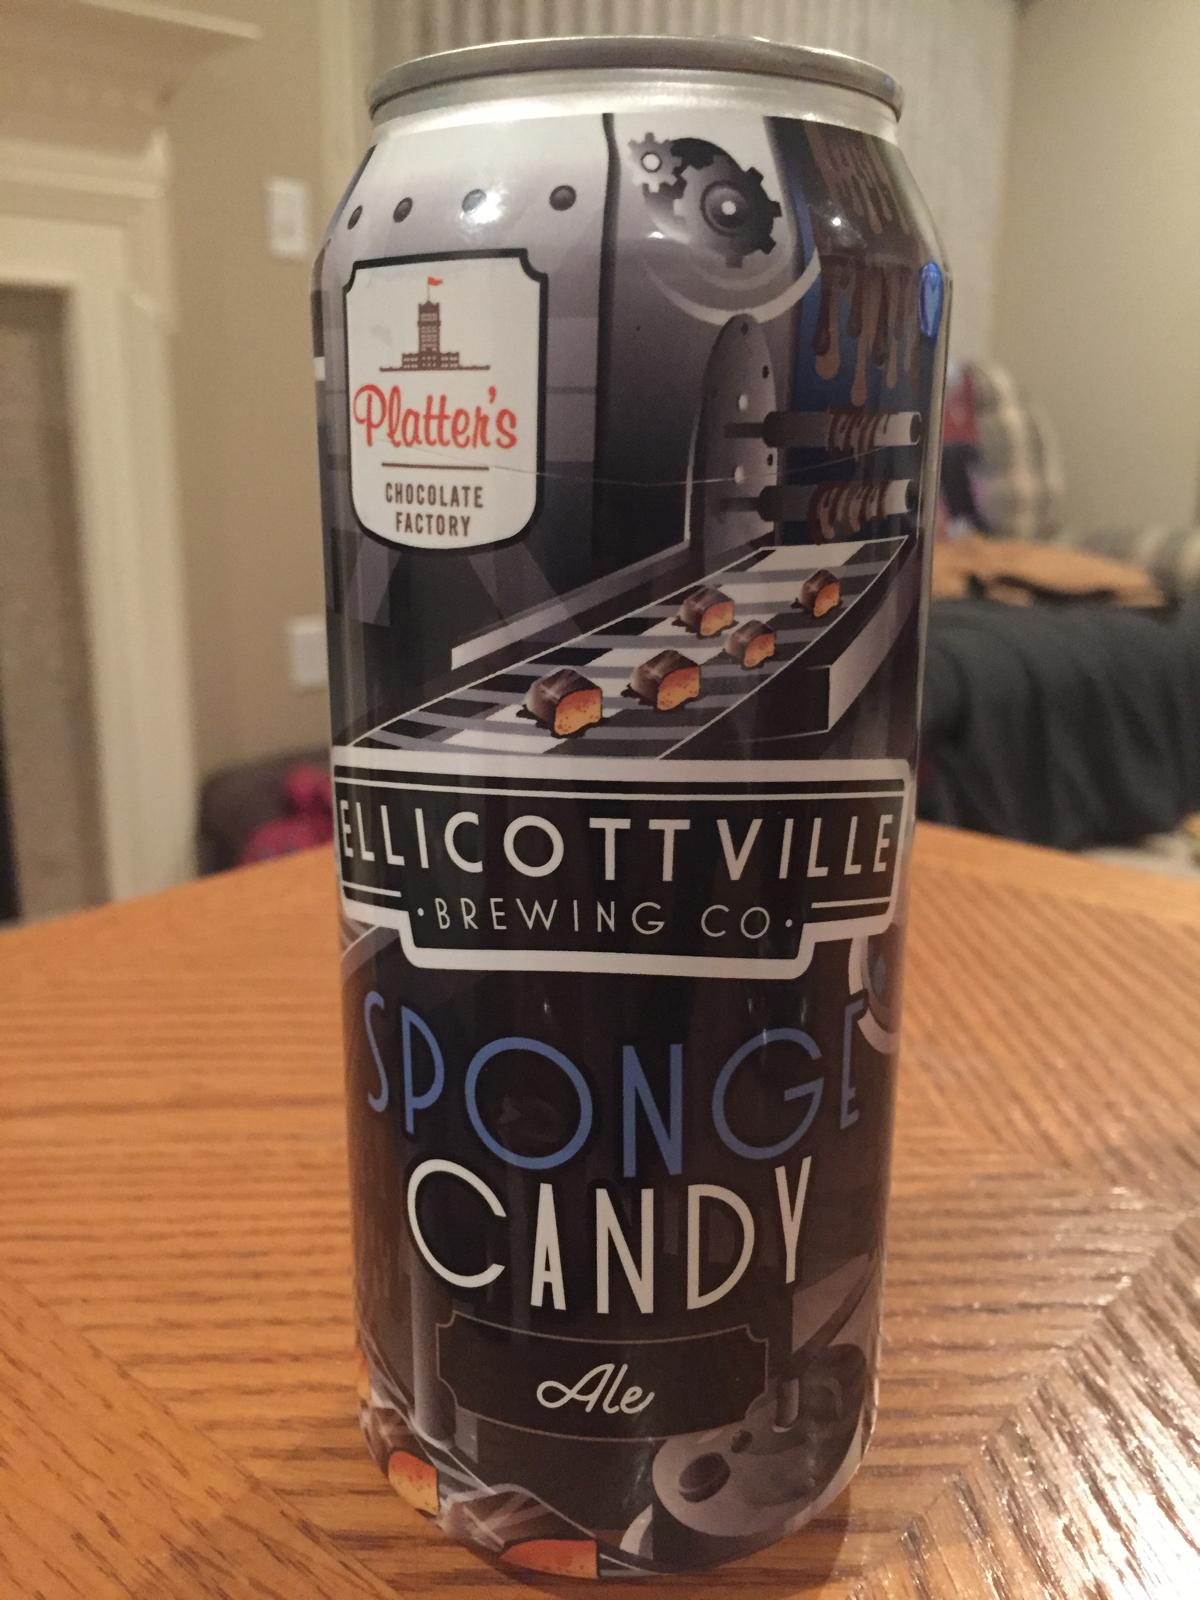 Platter's
CHOCOLATE
FACTORY
ELLICOTTVILLE
·BREWING CO·
SPONGE
CANDY
Ale